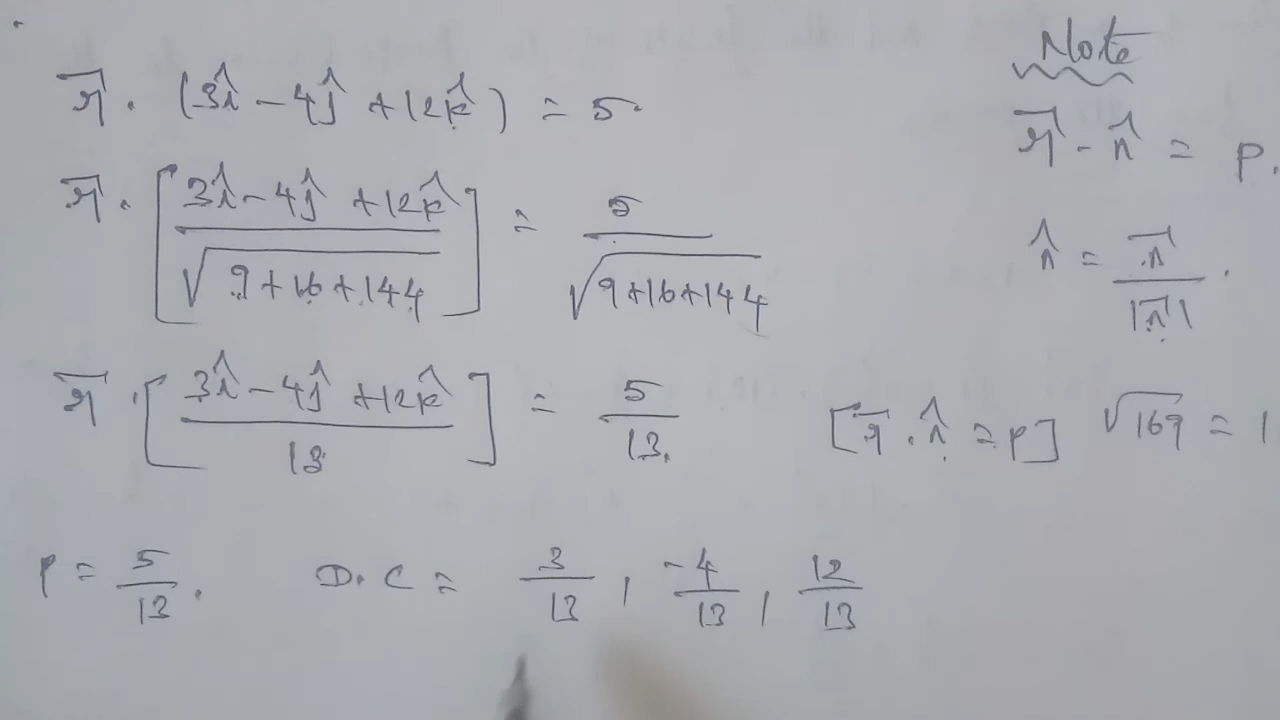 Note
r⃗ · (3î - 4ĵ + 12k̂) = 5.
r⃗ · n̂ = p.
r⃗ · [ (3î - 4ĵ + 12k̂) / √(9+16+144) ] = 5 / √(9+16+144)
n̂ = n⃗ / |n⃗| .
r⃗ · [ (3î - 4ĵ + 12k̂) / 13 ] = 5/13.
[r⃗ · n̂ = p] √169 = 1
p = 5/13. D.C = 3/13 , -4/13 , 12/13